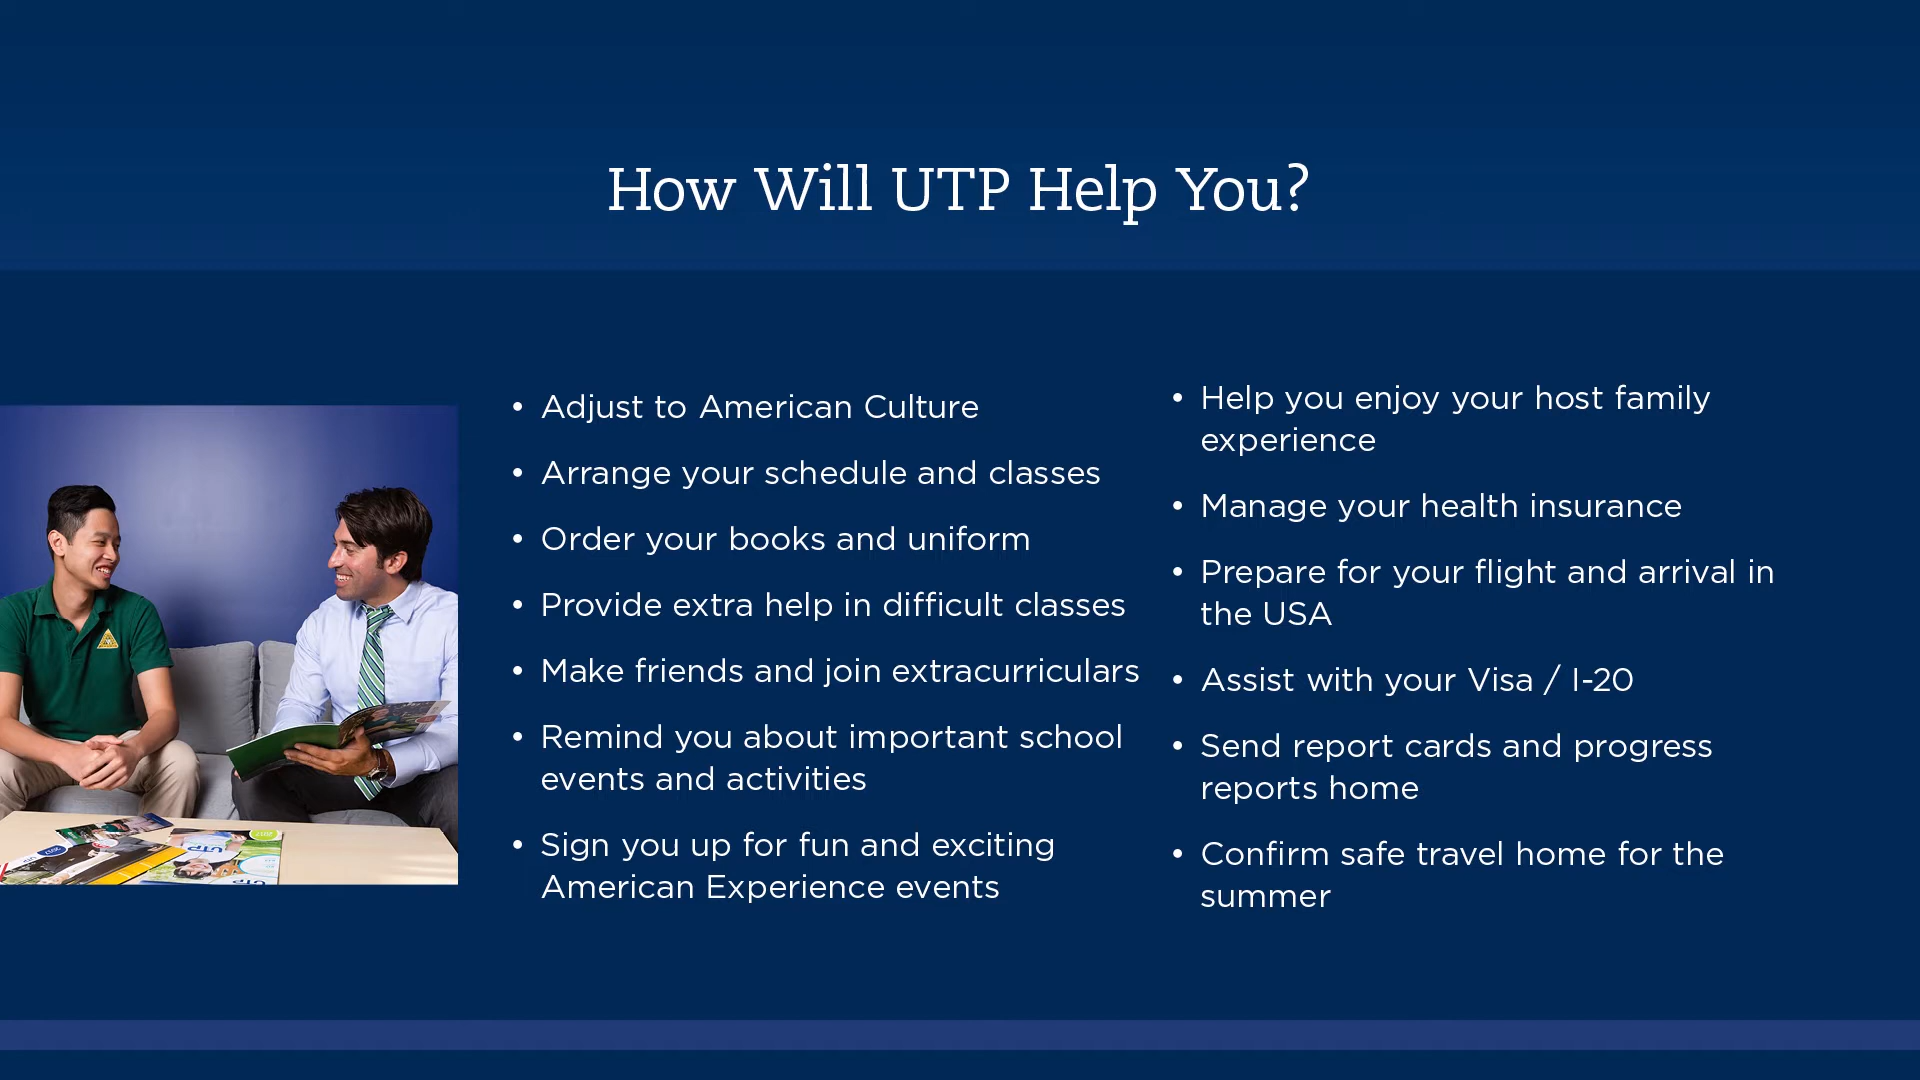 How Will UTP Help You?
• Adjust to American Culture
• Arrange your schedule and classes
• Order your books and uniform
• Provide extra help in difficult classes
• Make friends and join extracurriculars
• Remind you about important school
events and activities
• Sign you up for fun and exciting
American Experience events
• Help you enjoy your host family
experience
• Manage your health insurance
• Prepare for your flight and arrival in
the USA
• Assist with your Visa / I-20
• Send report cards and progress
reports home
• Confirm safe travel home for the
summer